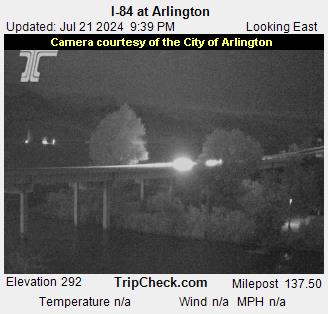 I-84 at Arlington
Updated: Jul 21 2024 9:39 PM Looking East
Camera courtesy of the City of Arlington
Elevation 292 TripCheck.com Milepost 137.50
Temperature n/a Wind n/a MPH n/a